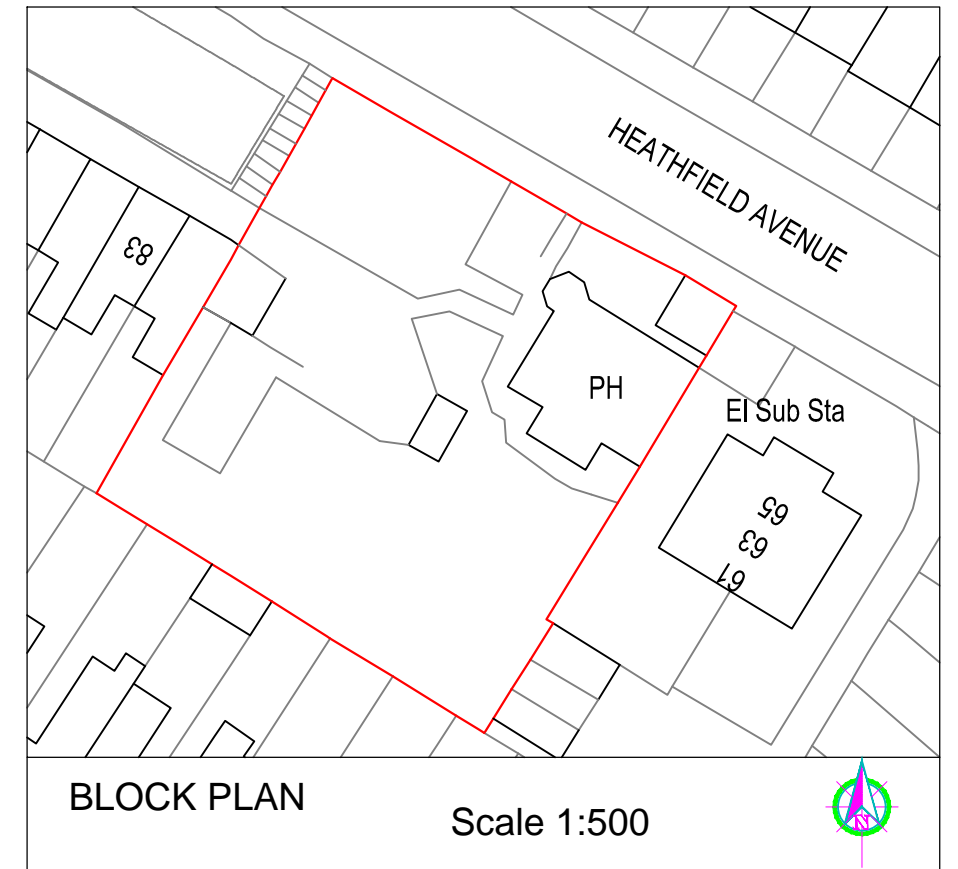 HEATHFIELD AVENUE
83
PH
El Sub Sta
65
63
61
BLOCK PLAN
Scale 1:500
N